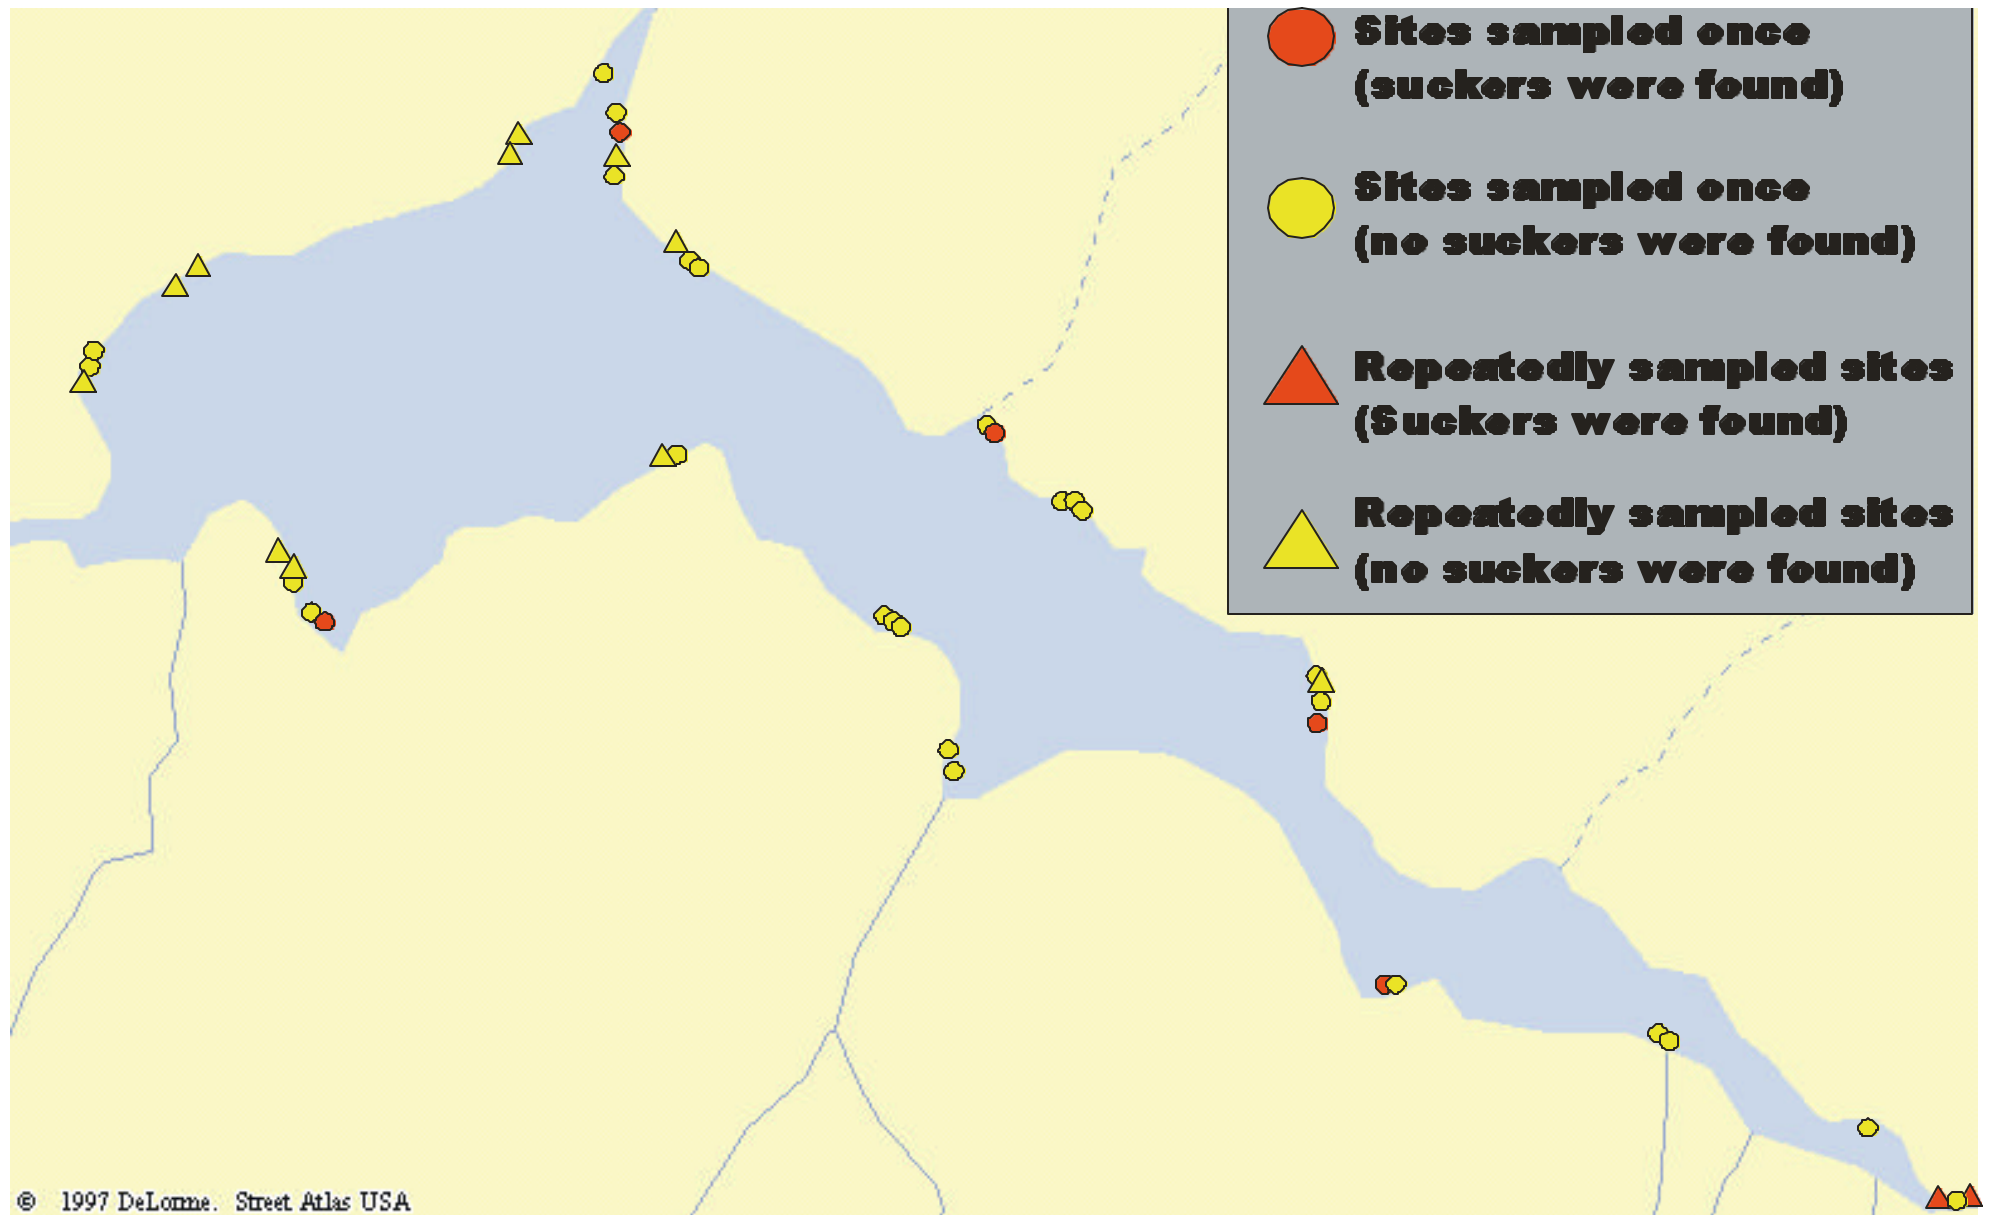 Sites sampled once
(suckers were found)
Sites sampled once
(no suckers were found)
Repeatedly sampled sites
(Suckers were found)
Repeatedly sampled sites
(no suckers were found)
© 1997 DeLorme. Street Atlas USA